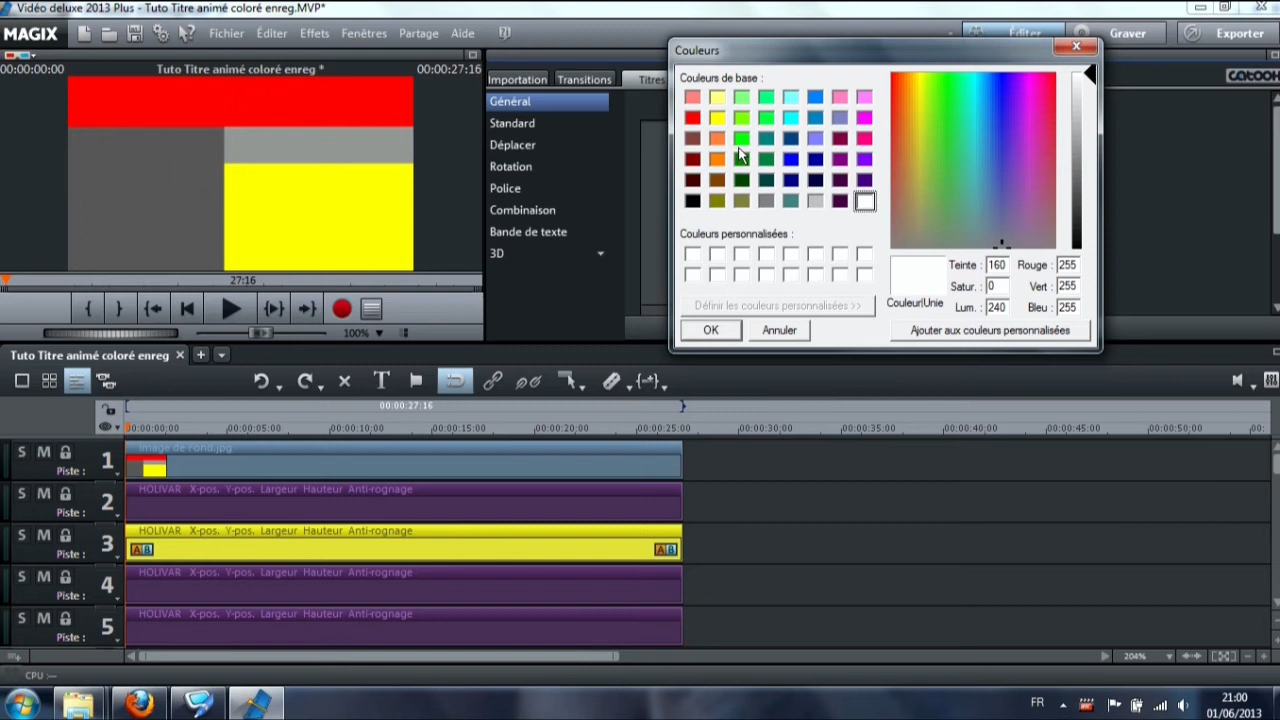 Vidéo deluxe 2013 Plus - Tuto Titre animé coloré enreg.MVP*
MAGIX
Fichier Éditer Effets Fenêtres Partage Aide
Éditer Graver Exporter
00:00:00:00 Tuto Titre animé coloré enreg * 00:00:27:16
Importation Transitions Titres
Catooh
Général
Standard
Déplacer
Rotation
Police
Combinaison
Bande de texte
3D
27:16
100%
Couleurs
Couleurs de base :
Couleurs personnalisées :
Définir les couleurs personnalisées >>
OK Annuler
Couleur|Unie
Teinte : 160 Rouge : 255
Satur. : 0 Vert : 255
Lum. : 240 Bleu : 255
Ajouter aux couleurs personnalisées
Tuto Titre animé coloré enreg
00:00:27:16
00:00:00;00 00:00:05;00 00:00:10;00 00:00:15;00 00:00:20;00 00:00:25;00 00:00:30;00 00:00:35;00 00:00:40;00 00:00:45;00 00:00:50;00 00:
S M Piste : 1
Image de fond.jpg
S M Piste : 2
HOLIVAR X-pos. Y-pos. Largeur Hauteur Anti-rognage
S M Piste : 3
HOLIVAR X-pos. Y-pos. Largeur Hauteur Anti-rognage
A B A B
S M Piste : 4
HOLIVAR X-pos. Y-pos. Largeur Hauteur Anti-rognage
S M Piste : 5
HOLIVAR X-pos. Y-pos. Largeur Hauteur Anti-rognage
204%
CPU :--
FR
21:00
01/06/2013